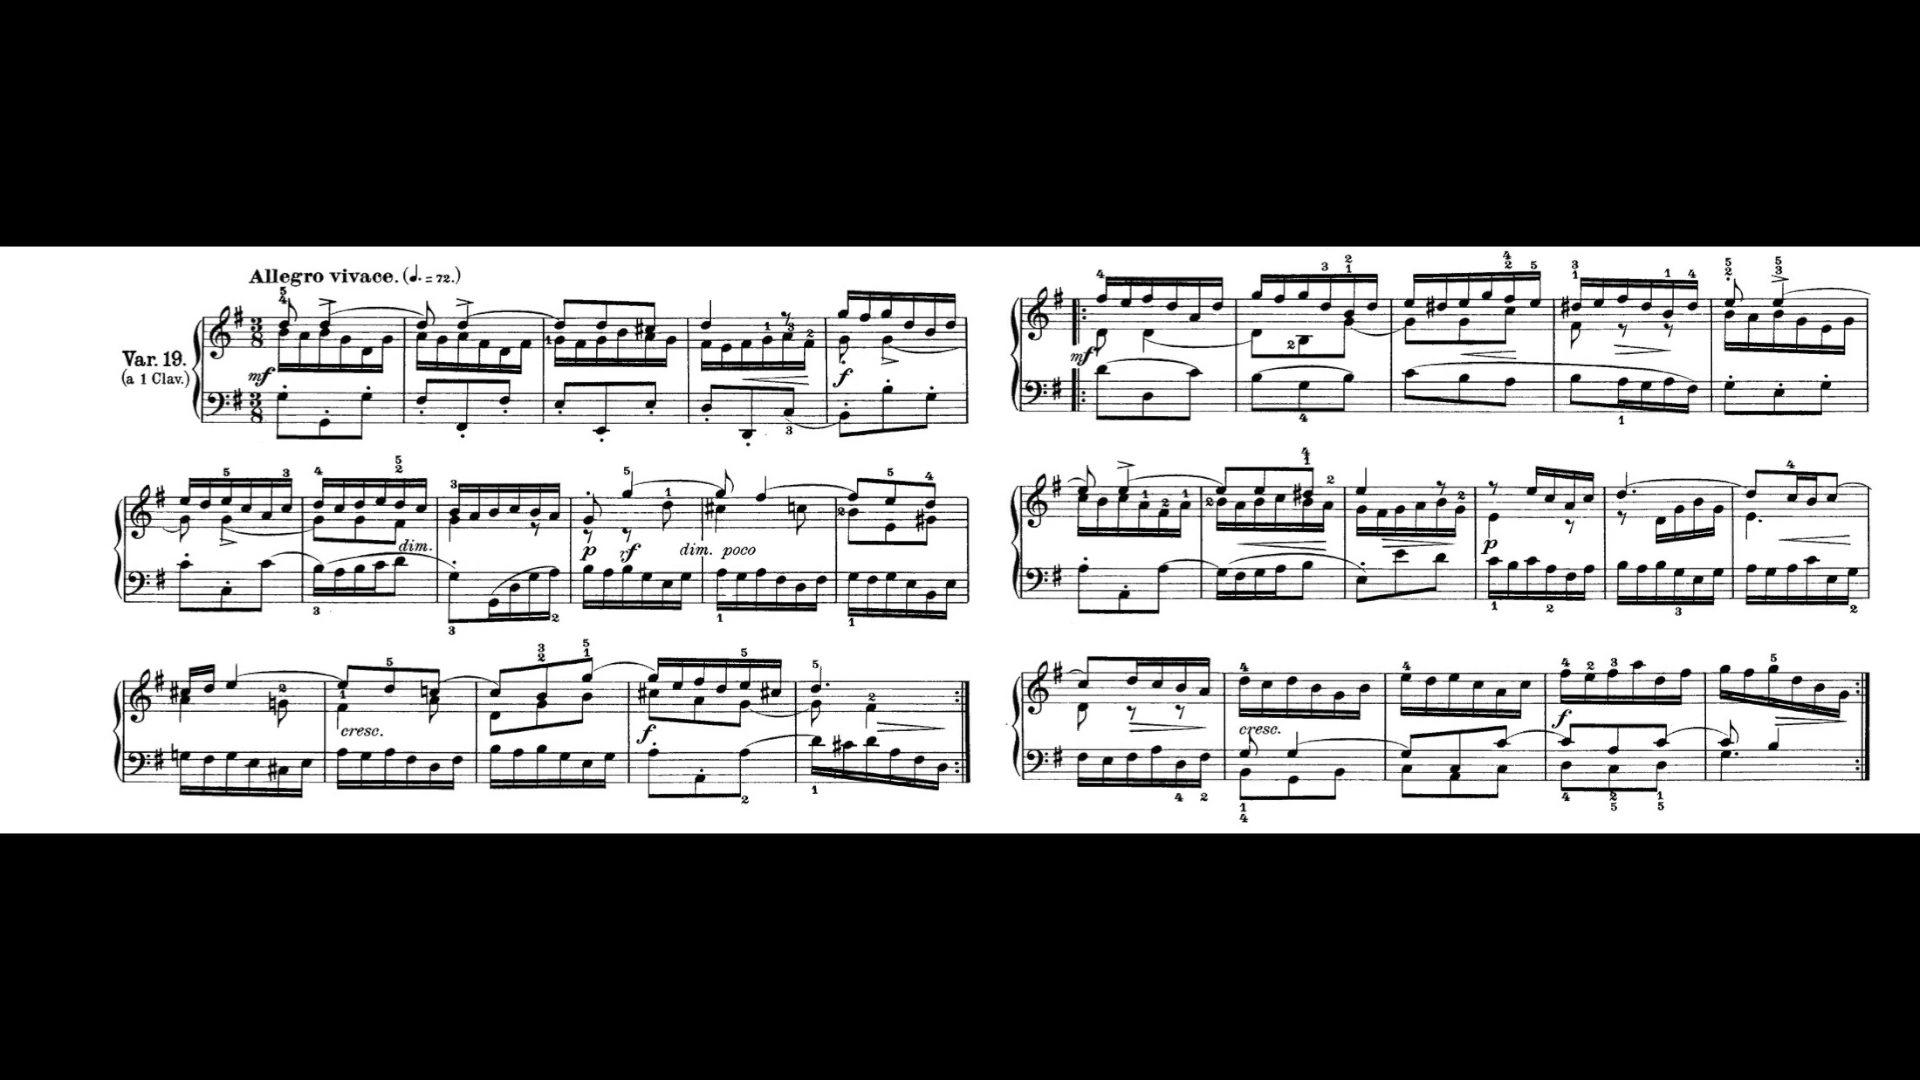 Allegro vivace. (♩. = 72.)
Var. 19.
(a 1 Clav.)
mf
f
mf
dim.
p rf dim. poco
p
cresc.
f
cresc.
f